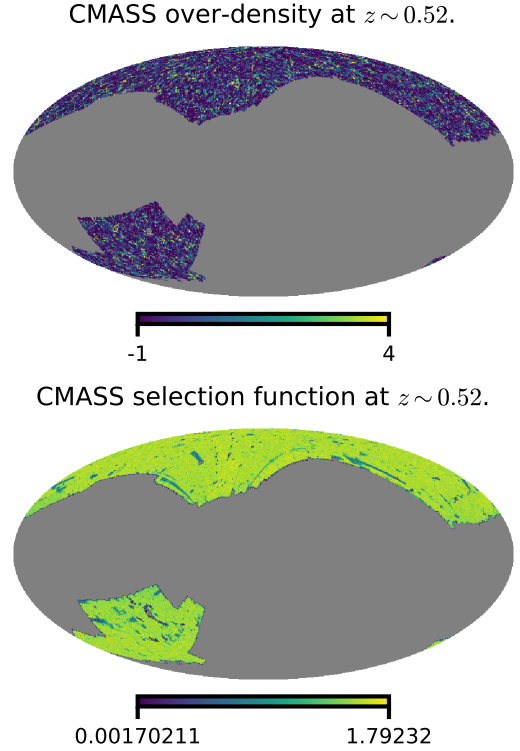 CMASS over-density at z ~ 0.52.
-1 4
CMASS selection function at z ~ 0.52.
0.00170211 1.79232